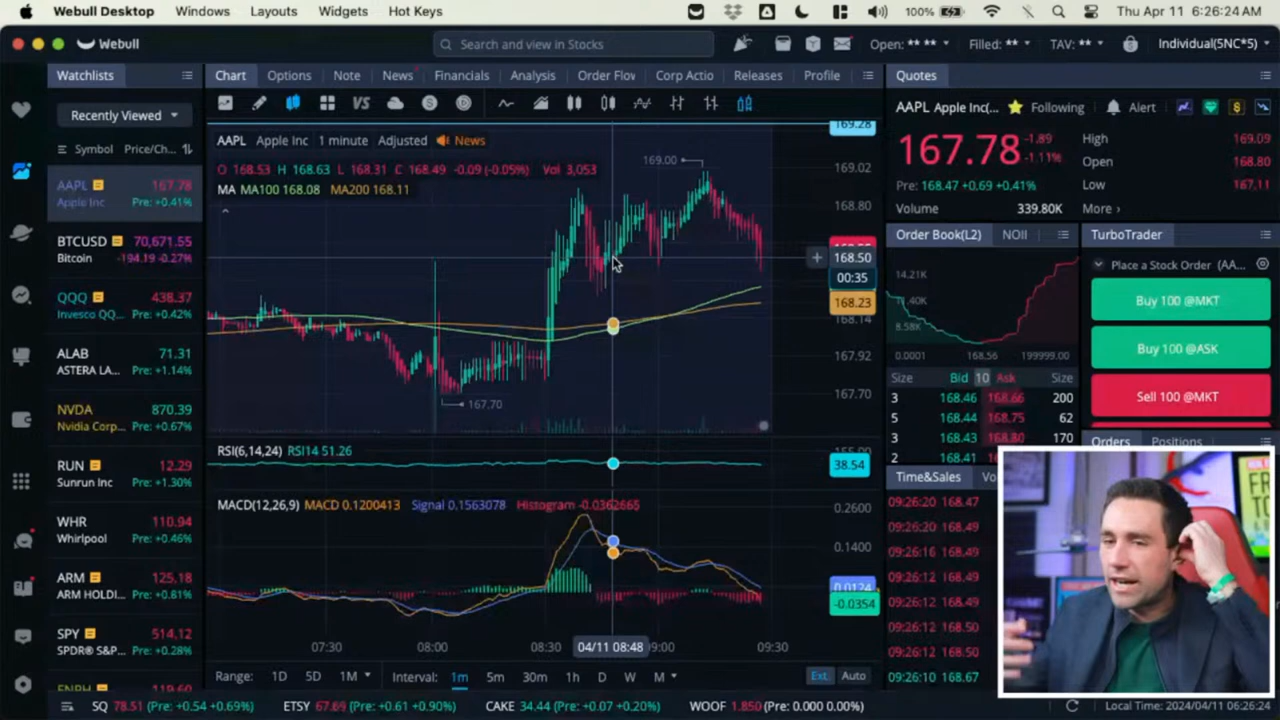 Webull Desktop Windows Layouts Widgets Hot Keys 100% Thu Apr 11 6:26:24 AM
Webull Search and view in Stocks Open: ** ** Filled: ** TAV: ** Individual(5NC*5)
Watchlists
Recently Viewed
Symbol Price/Ch...
AAPL 167.78
Apple Inc Pre: +0.41%
BTCUSD 70,671.55
Bitcoin -194.19 -0.27%
QQQ 438.37
Invesco QQ... Pre: +0.42%
ALAB 71.31
ASTERA LA... Pre: +1.14%
NVDA 870.39
Nvidia Corp... Pre: +0.67%
RUN 12.29
Sunrun Inc Pre: +1.30%
WHR 110.94
Whirlpool Pre: +0.46%
ARM 125.18
ARM HOLDI... Pre: +0.81%
SPY 514.12
SPDR® S&P... Pre: +0.28%
ENPH 119.60
Chart Options Note News Financials Analysis Order Flow Corp Actio Releases Profile
VS
AAPL Apple Inc 1 minute Adjusted News
O 168.53 H 168.63 L 168.31 C 168.49 -0.09 (-0.05%) Vol 3,053
MA MA100 168.08 MA200 168.11
169.00
167.70
169.28
169.02
168.80
168.50
00:35
168.23
168.14
167.92
167.70
RSI(6,14,24) RSI14 51.26
38.54
MACD(12,26,9) MACD 0.1200413 Signal 0.1563078 Histogram -0.0362665
0.2600
0.1400
0.0124
-0.0354
07:30 08:00 08:30 04/11 08:48 09:00 09:30
Range: 1D 5D 1M Interval: 1m 5m 30m 1h D W M Ext Auto
Quotes
AAPL Apple Inc(... Following Alert
167.78 -1.89 -1.11%
Pre: 168.47 +0.69 +0.41%
Volume 339.80K
High 169.09
Open 168.80
Low 167.11
More
Order Book(L2) NOII
14.21K
11.40K
8.58K
0.0001 168.56 199999.00
Size Bid 10 Ask Size
3 168.46 168.66 200
5 168.44 168.75 62
3 168.43 168.80 170
2 168.41
TurboTrader
Place a Stock Order (AA...
Buy 100 @MKT
Buy 100 @ASK
Sell 100 @MKT
Orders Positions
Time&Sales
09:26:20 168.47
09:26:20 168.49
09:26:16 168.49
09:26:12 168.49
09:26:12 168.49
09:26:12 168.50
09:26:12 168.50
09:26:10 168.67
SQ 78.51 (Pre: +0.54 +0.69%) ETSY 67.69 (Pre: +0.61 +0.90%) CAKE 34.44 (Pre: +0.07 +0.20%) WOOF 1.850 (Pre: 0.000 0.00%) Local Time: 2024/04/11 06:26:24